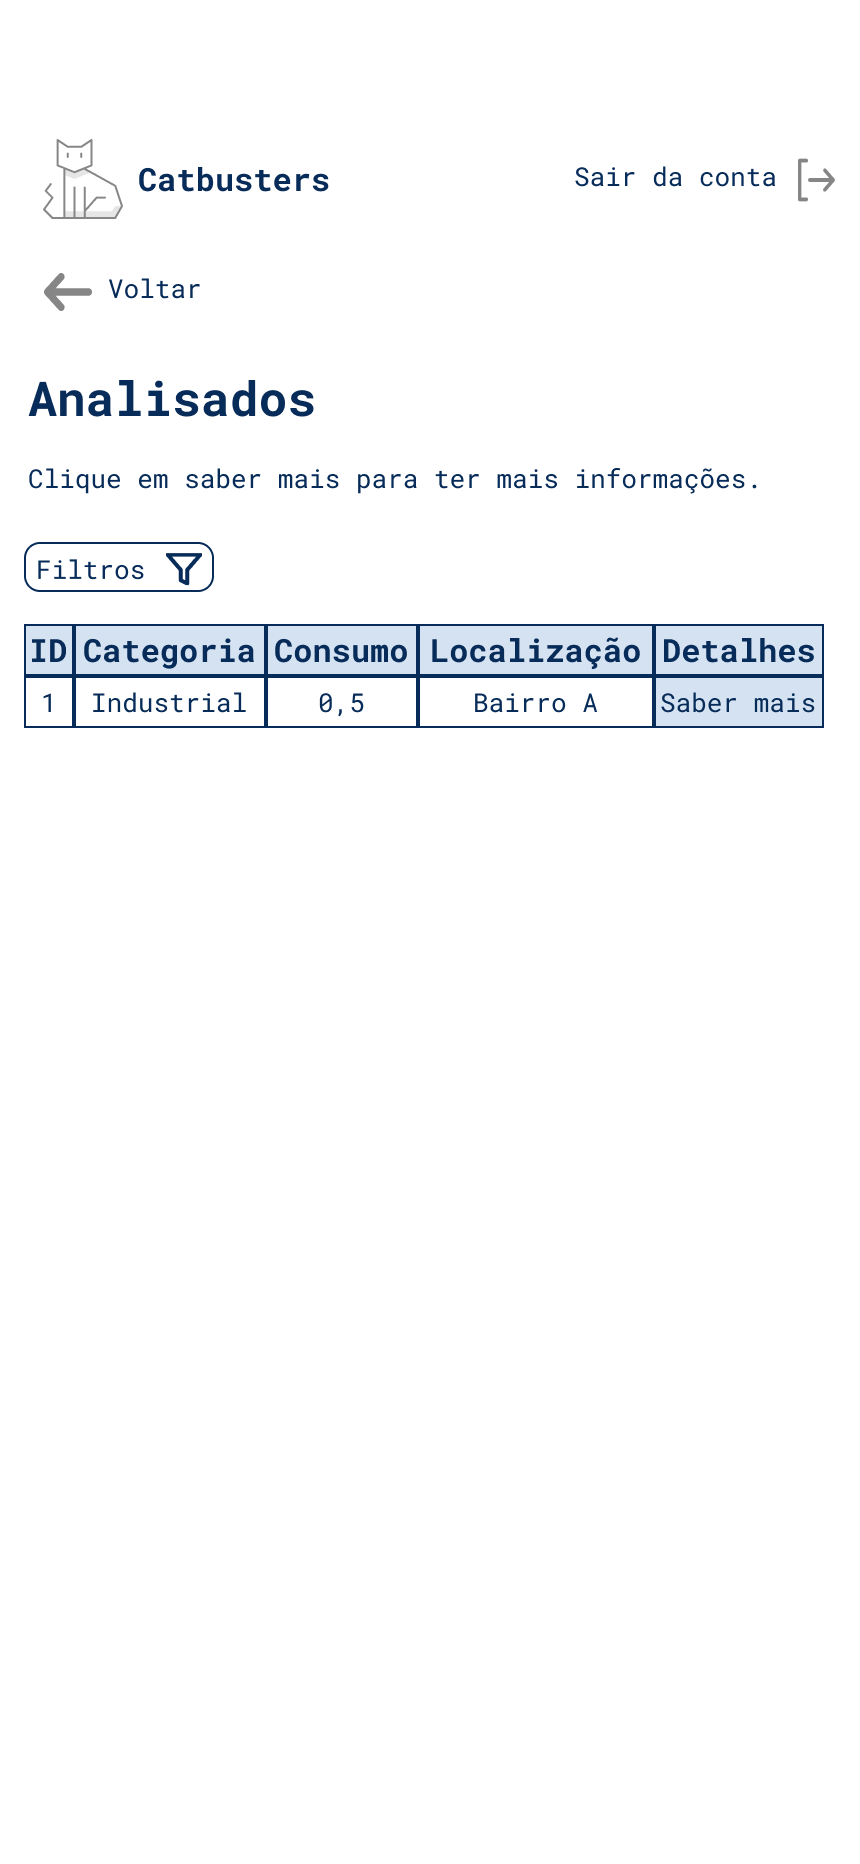 Catbusters
Sair da conta
Voltar
Analisados
Clique em saber mais para ter mais informações.
Filtros
ID Categoria Consumo Localização Detalhes
1 Industrial 0,5 Bairro A Saber mais